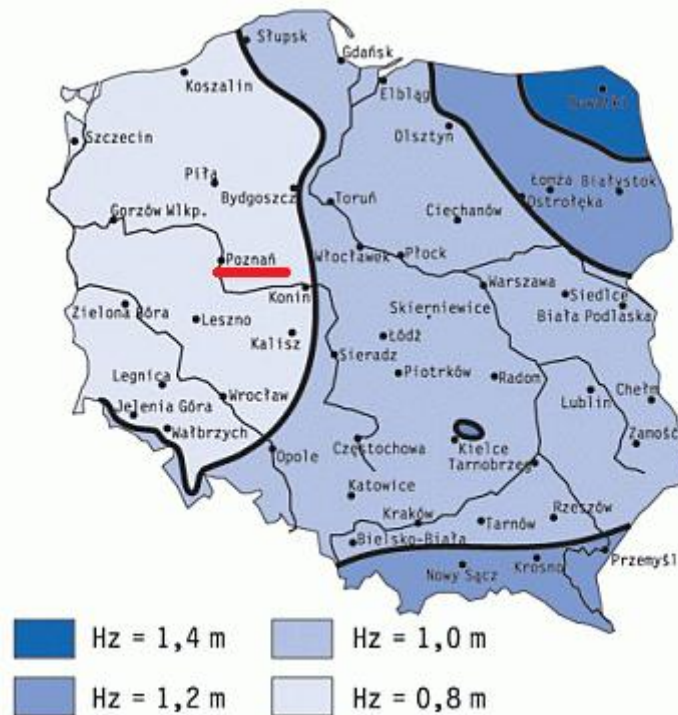 Słupsk
Gdańsk
Koszalin
Elbląg
Suwałki
Olsztyn
Szczecin
Piła
Łomża Białystok
Bydgoszcz
Ostrołęka
Toruń
Gorzów Wlkp.
Ciechanów
Włocławek Płock
Poznań
Konin
Warszawa
Siedlce
Zielona Góra
Leszno
Skierniewice
Biała Podlaska
Kalisz
Łódź
Sieradz
Legnica
Piotrków
Radom
Wrocław
Chełm
Jelenia Góra
Lublin
Wałbrzych
Zamość
Opole
Częstochowa
Kielce
Tarnobrzeg
Katowice
Kraków
Tarnów
Rzeszów
Bielsko-Biała
Przemyśl
Nowy Sącz
Krosno
Hz = 1,4 m
Hz = 1,0 m
Hz = 1,2 m
Hz = 0,8 m